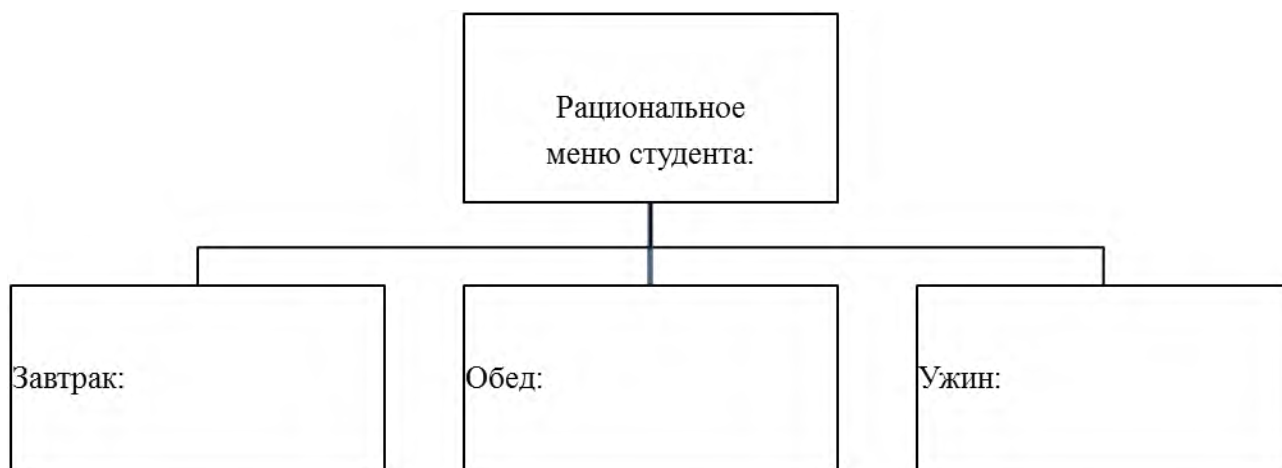 Рациональное
меню студента:
Завтрак:
Обед:
Ужин: